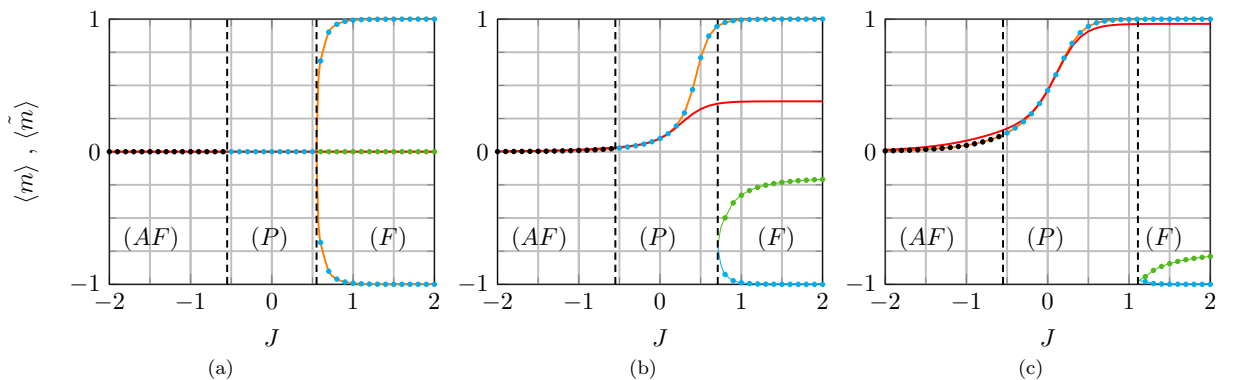 ⟨m⟩ , ⟨m̃⟩
1
0
−1
(AF) (P) (F)
−2 −1 0 1 2
J
(a)
1
0
−1
(AF) (P) (F)
−2 −1 0 1 2
J
(b)
1
0
−1
(AF) (P) (F)
−2 −1 0 1 2
J
(c)